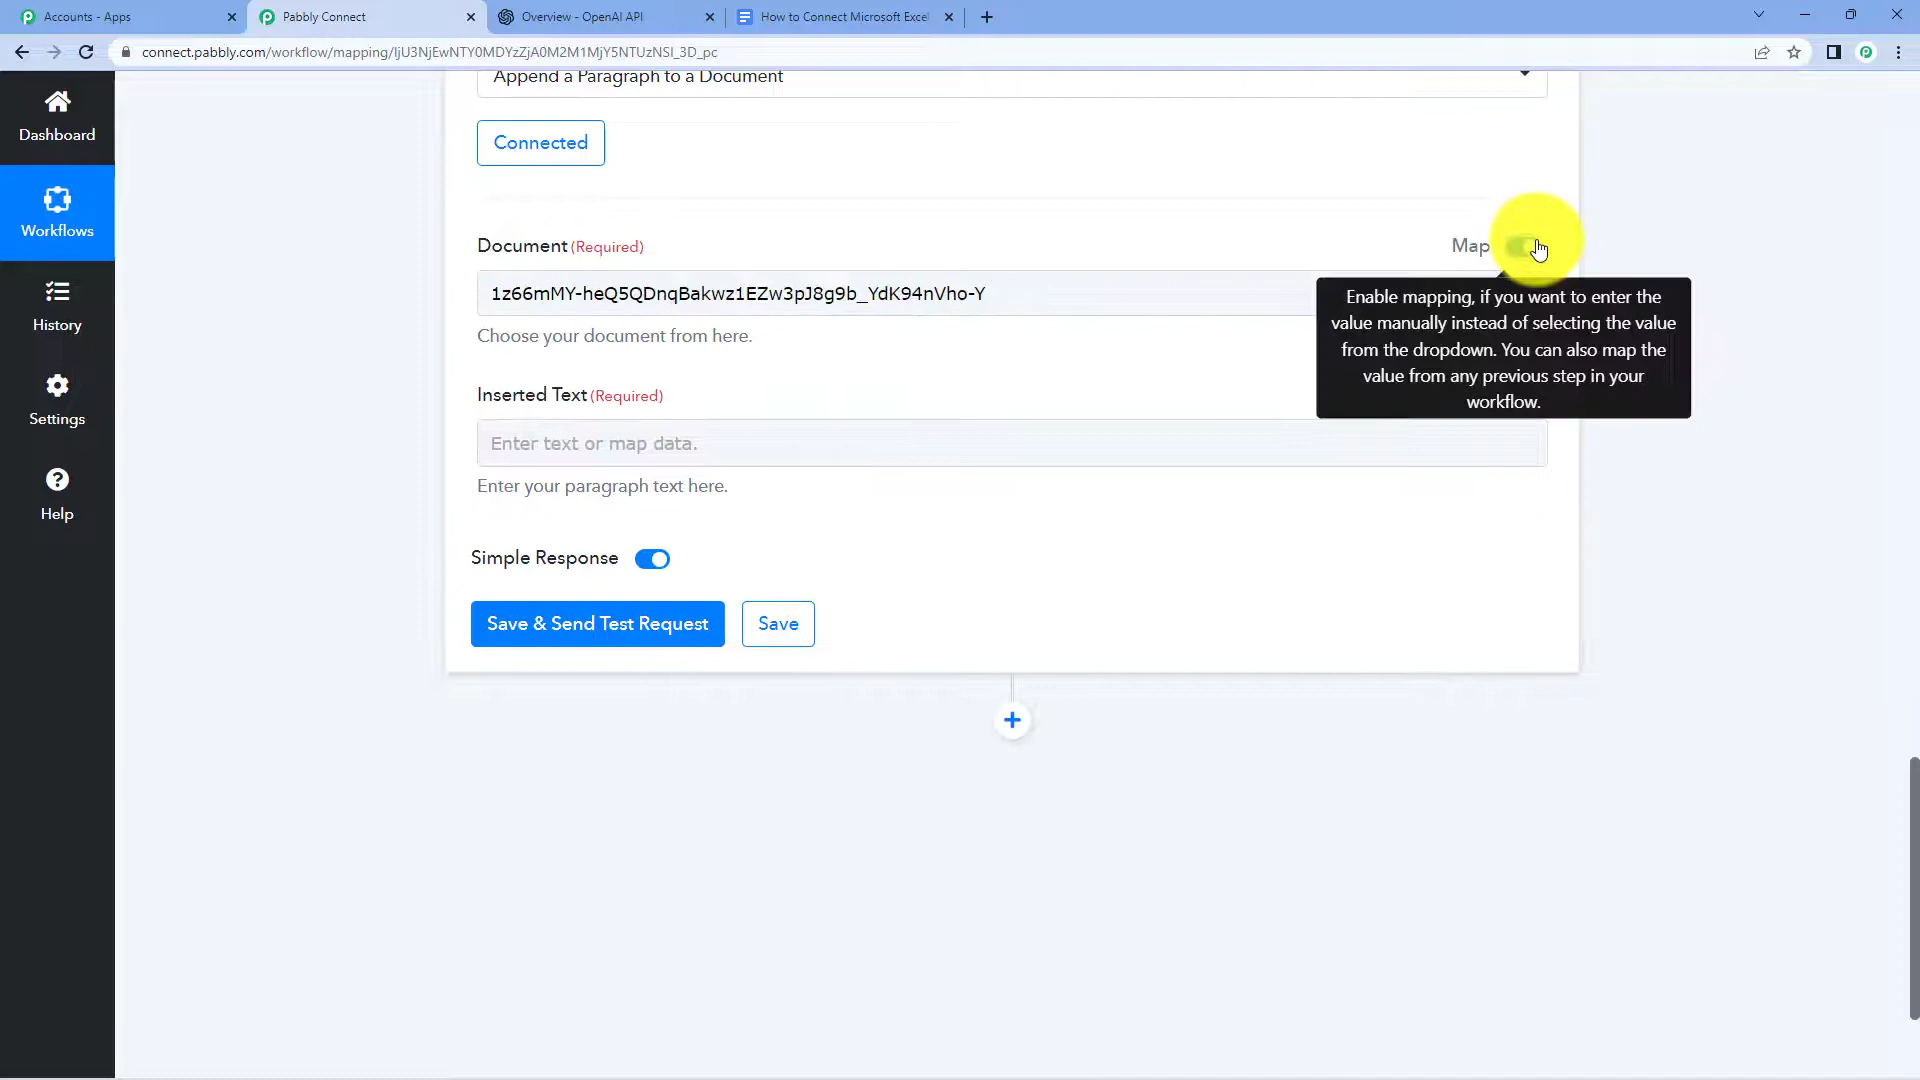 Accounts - Apps
Pabbly Connect
Overview - OpenAI API
How to Connect Microsoft Excel
connect.pabbly.com/workflow/mapping/IjU3NjEwNTY0MDYzZjA0M2M1MjY5NTUzNSI_3D_pc
Dashboard
Workflows
History
Settings
Help
Append a Paragraph to a Document
Connected
Document (Required)
Map
1z66mMY-heQ5QDnqBakwz1EZw3pJ8g9b_YdK94nVho-Y
Choose your document from here.
Enable mapping, if you want to enter the
value manually instead of selecting the value
from the dropdown. You can also map the
value from any previous step in your
workflow.
Inserted Text (Required)
Enter text or map data.
Enter your paragraph text here.
Simple Response
Save & Send Test Request
Save